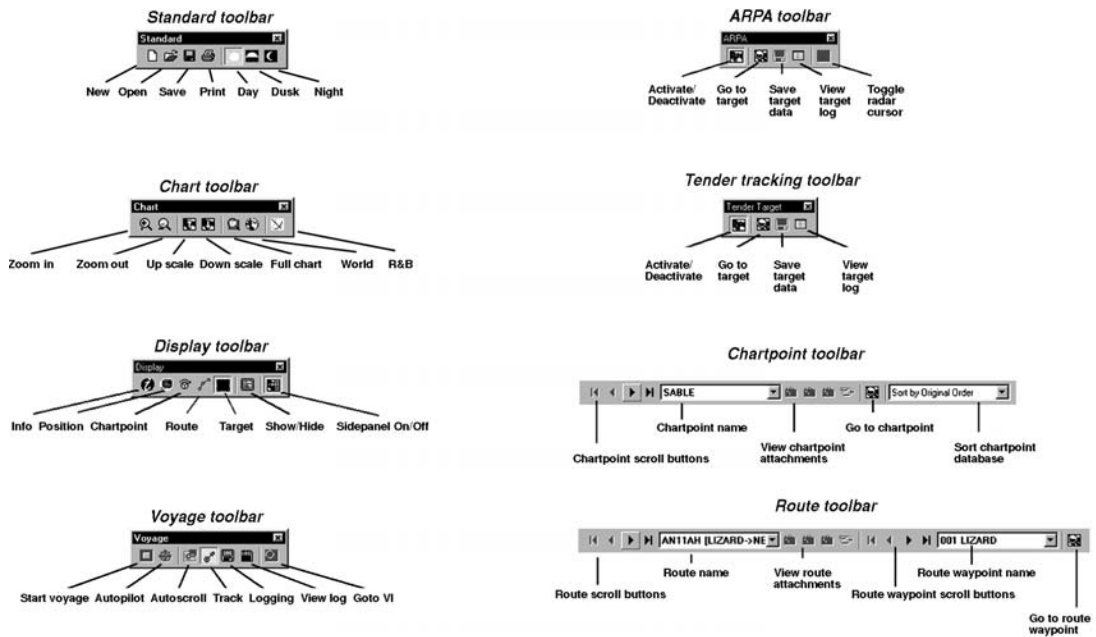 Standard toolbar
Standard
New Open Save Print Day Dusk Night
Chart toolbar
Chart
Zoom in Zoom out Up scale Down scale Full chart World R&B
Display toolbar
Display
Info Position Chartpoint Route Target Show/Hide Sidepanel On/Off
Voyage toolbar
Voyage
Start voyage Autopilot Autoscroll Track Logging View log Goto VI
ARPA toolbar
ARPA
Activate/ Go to Save View Toggle
Deactivate target target target radar
data log cursor
Tender tracking toolbar
Tender Target
Activate/ Go to Save View
Deactivate target target target
data log
Chartpoint toolbar
SABLE Sort by Original Order
Chartpoint name Go to chartpoint
Chartpoint scroll buttons View chartpoint Sort chartpoint
attachments database
Route toolbar
AN11AH [LIZARD->NE 001 LIZARD
Route name View route Route waypoint name
attachments
Route scroll buttons Route waypoint scroll buttons
Go to route
waypoint